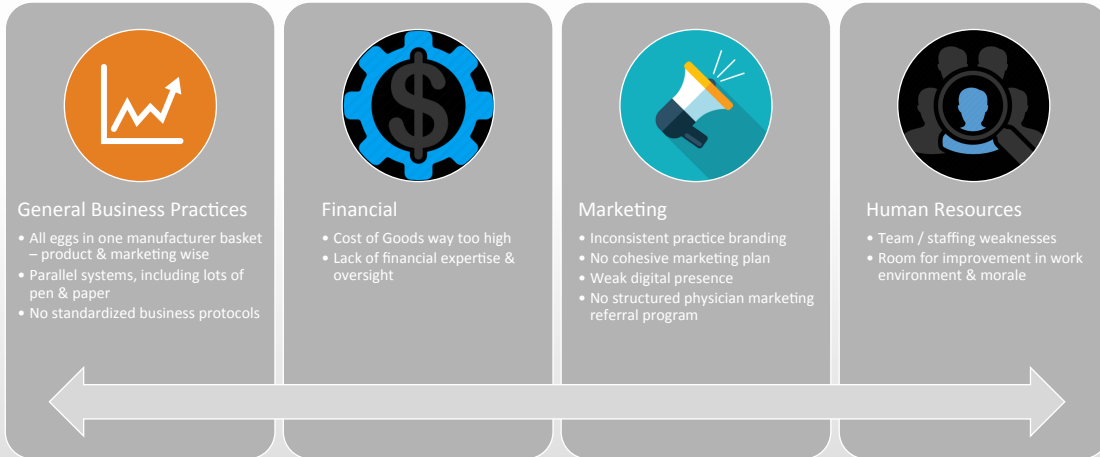 General Business Practices
• All eggs in one manufacturer basket
– product & marketing wise
• Parallel systems, including lots of
pen & paper
• No standardized business protocols
Financial
• Cost of Goods way too high
• Lack of financial expertise &
oversight
Marketing
• Inconsistent practice branding
• No cohesive marketing plan
• Weak digital presence
• No structured physician marketing
referral program
Human Resources
• Team / staffing weaknesses
• Room for improvement in work
environment & morale